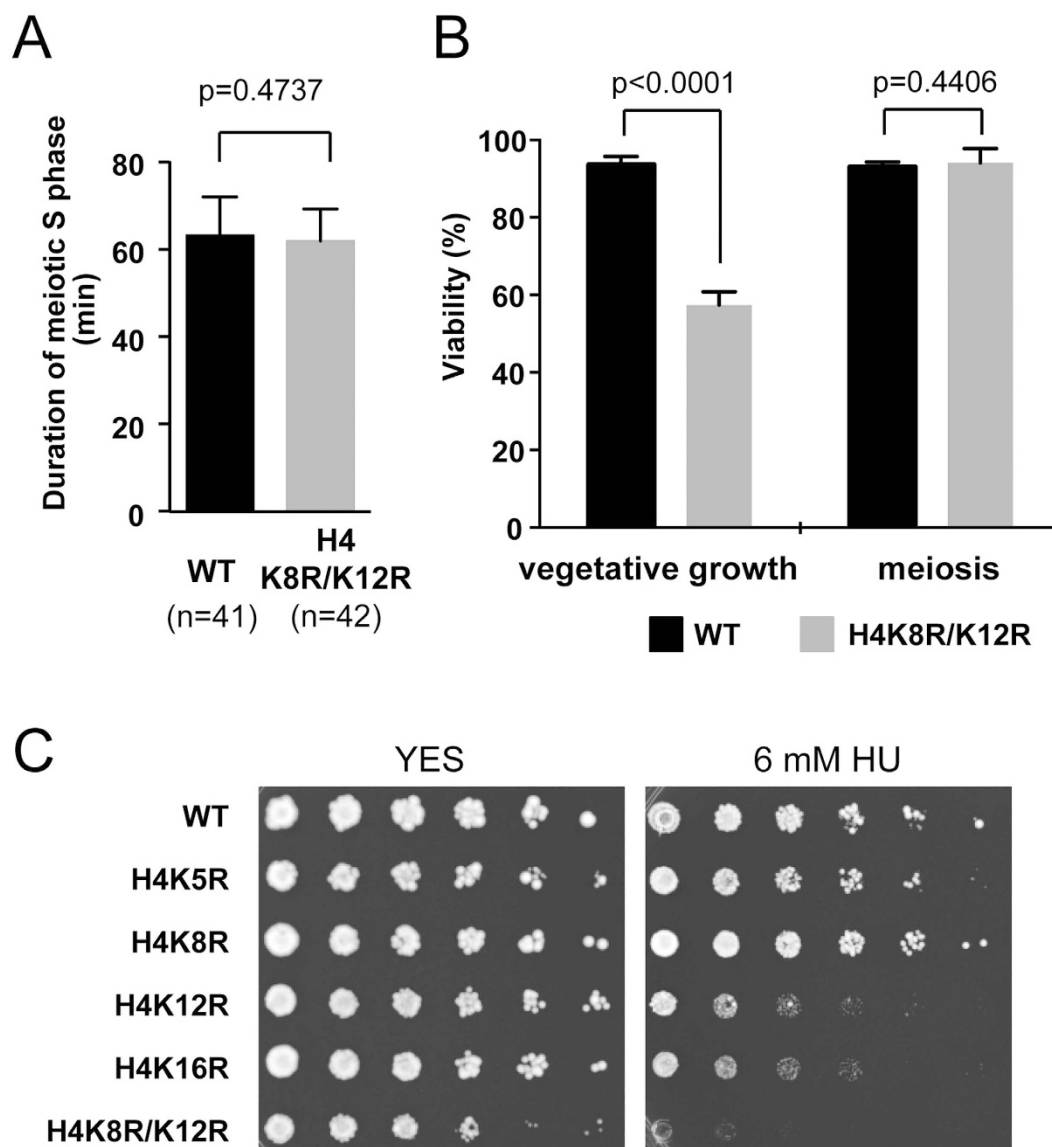 A
p=0.4737
Duration of meiotic S phase
(min)
80
60
40
20
0
WT
(n=41)
H4
K8R/K12R
(n=42)
B
p<0.0001
p=0.4406
Viability (%)
100
80
60
40
20
0
vegetative growth
meiosis
WT
H4K8R/K12R
C
YES
6 mM HU
WT
H4K5R
H4K8R
H4K12R
H4K16R
H4K8R/K12R